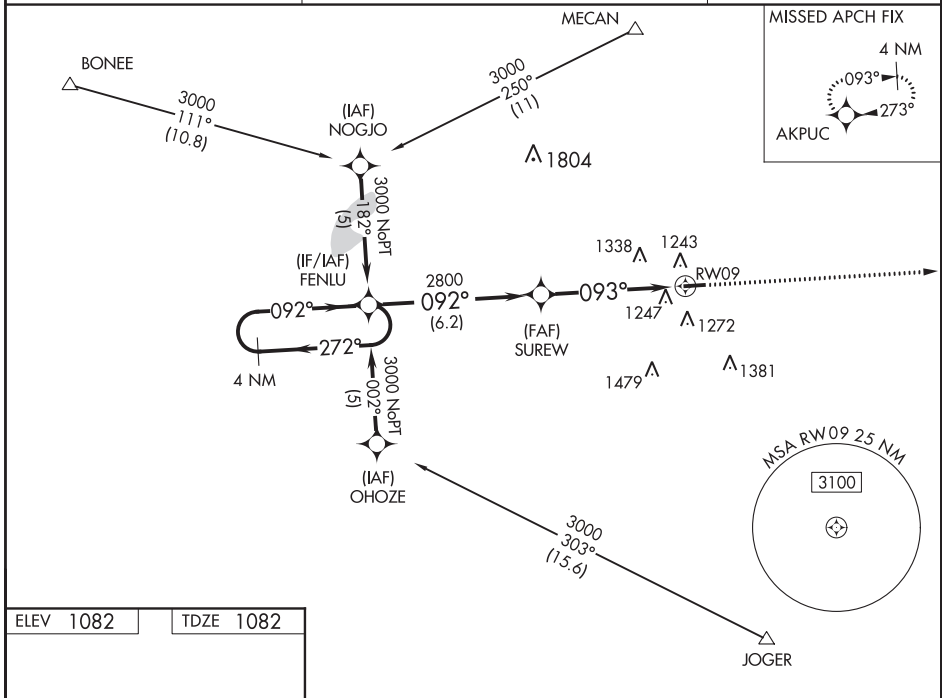 MECAN
MISSED APCH FIX
4 NM
093°
273°
AKPUC
BONEE
3000
111°
(10.8)
3000
250°
(11)
(IAF)
NOGJO
1804
3000 NoPT
182°
(5)
(IF/IAF)
FENLU
1338
1243
RW09
2800
092°
092°
(6.2)
093°
1247
1272
(FAF)
SUREW
272°
4 NM
1479
1381
3000 NoPT
002°
(5)
(IAF)
OHOZE
MSA RW09 25 NM
3100
3000
303°
(15.6)
JOGER
ELEV 1082
TDZE 1082